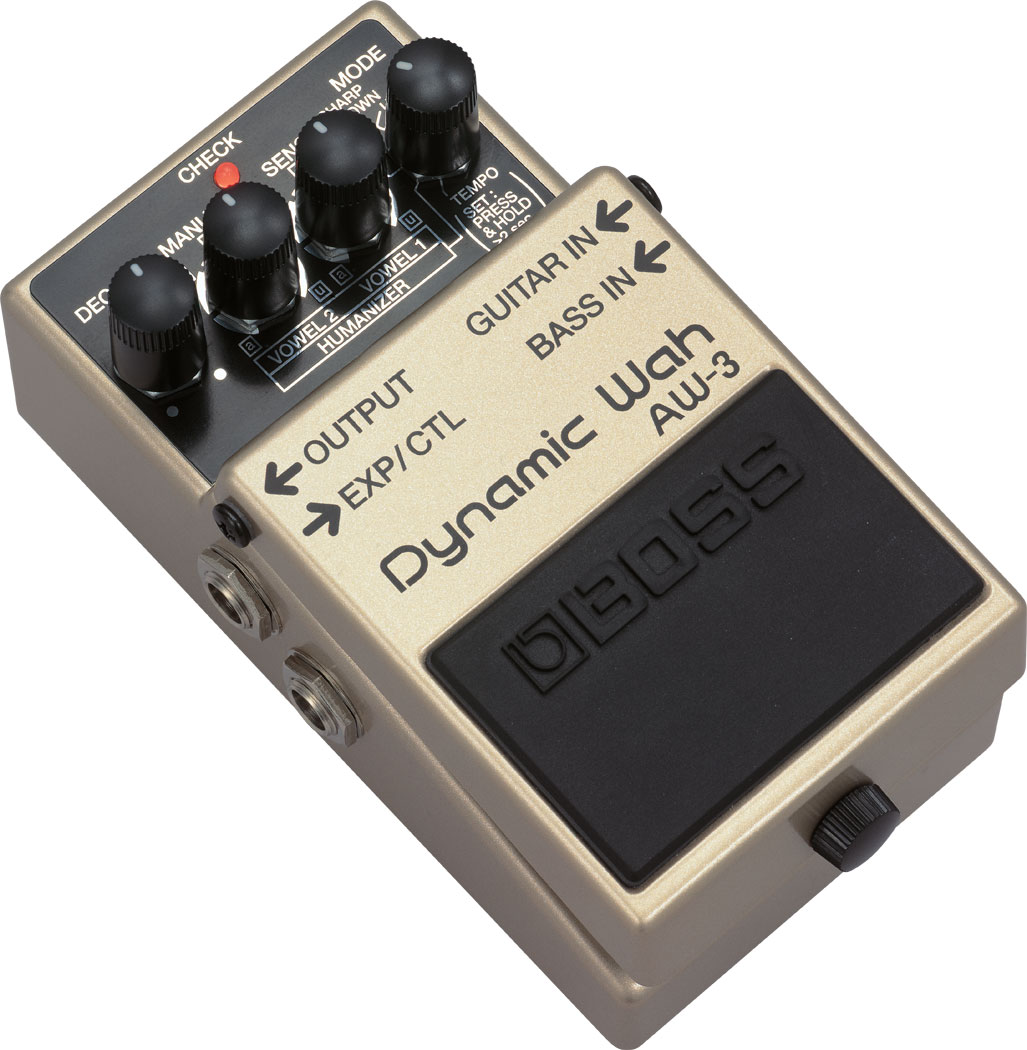 MODE
CHECK
TEMPO
SET :
PRESS
& HOLD
u
a
u
a
VOWEL 2 VOWEL 1
HUMANIZER
GUITAR IN
BASS IN
OUTPUT
EXP/CTL
Dynamic Wah
AW-3
BOSS